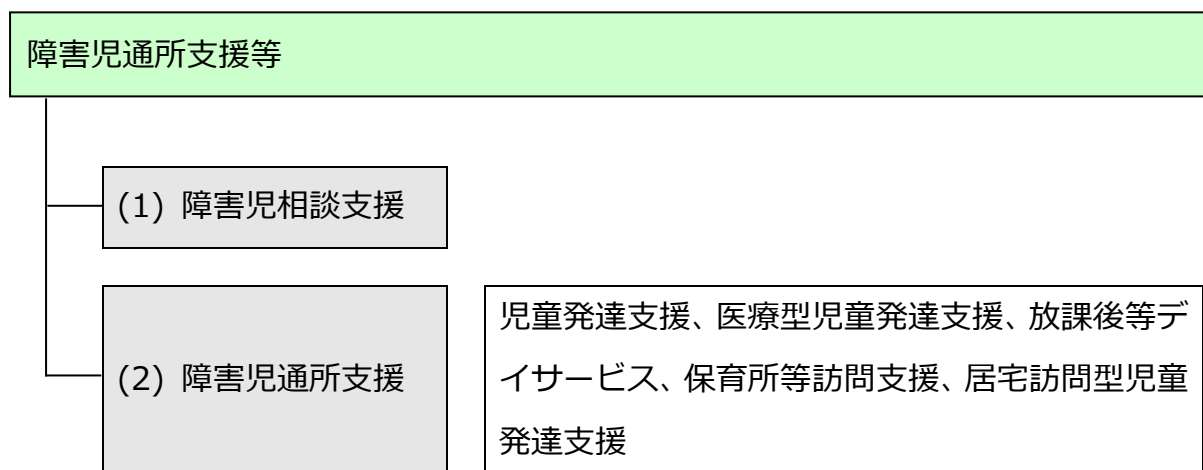 障害児通所支援等
(1) 障害児相談支援
(2) 障害児通所支援
児童発達支援、医療型児童発達支援、放課後等デ
イサービス、保育所等訪問支援、居宅訪問型児童
発達支援